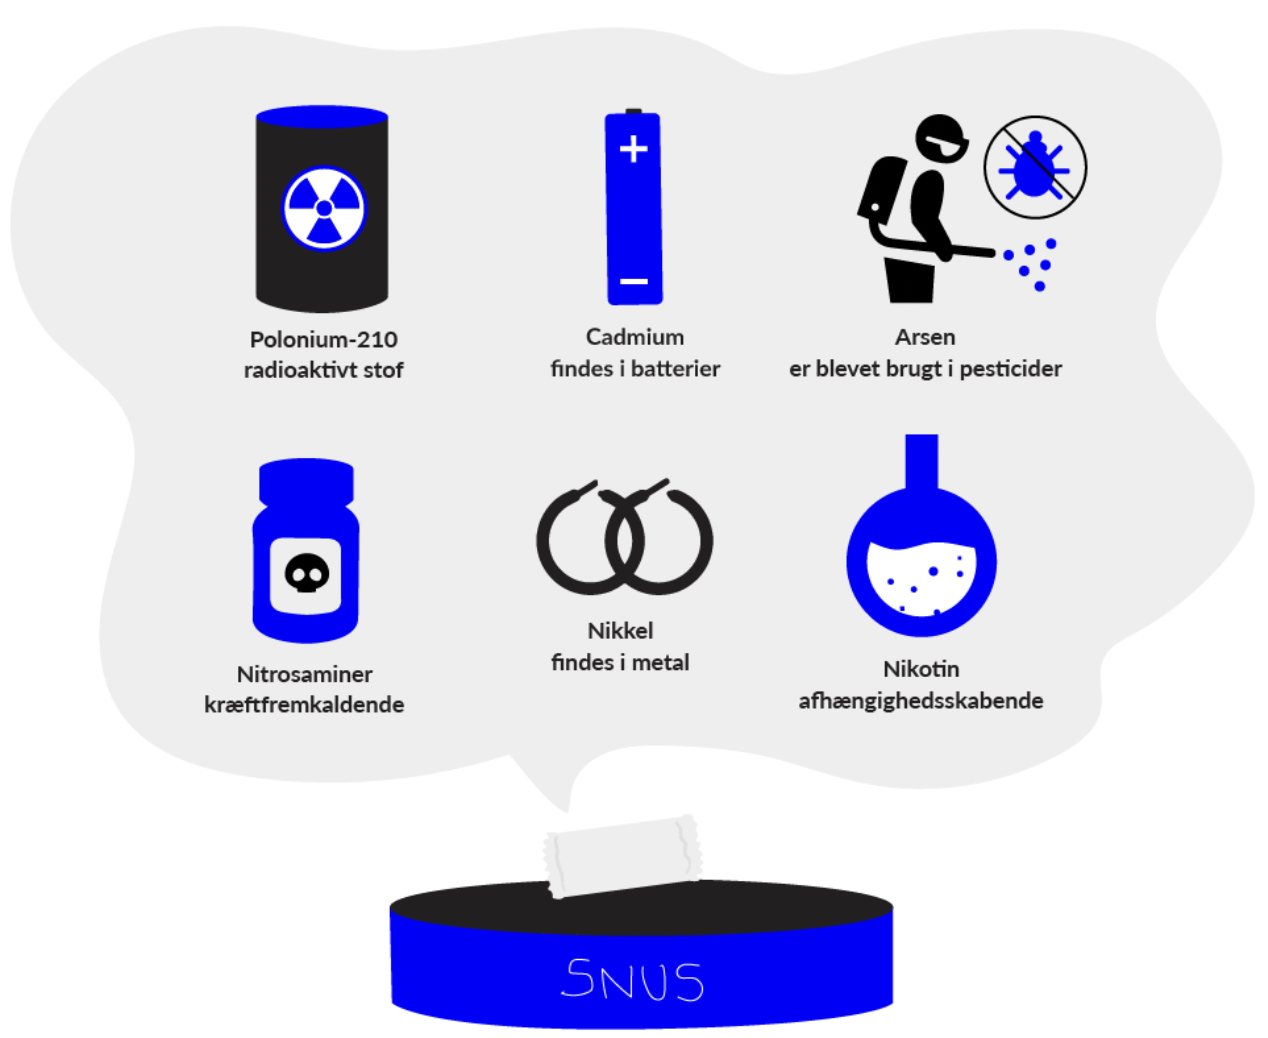 Polonium-210
radioaktivt stof
Cadmium
findes i batterier
Arsen
er blevet brugt i pesticider
Nitrosaminer
kræftfremkaldende
Nikkel
findes i metal
Nikotin
afhængighedsskabende
SNUS